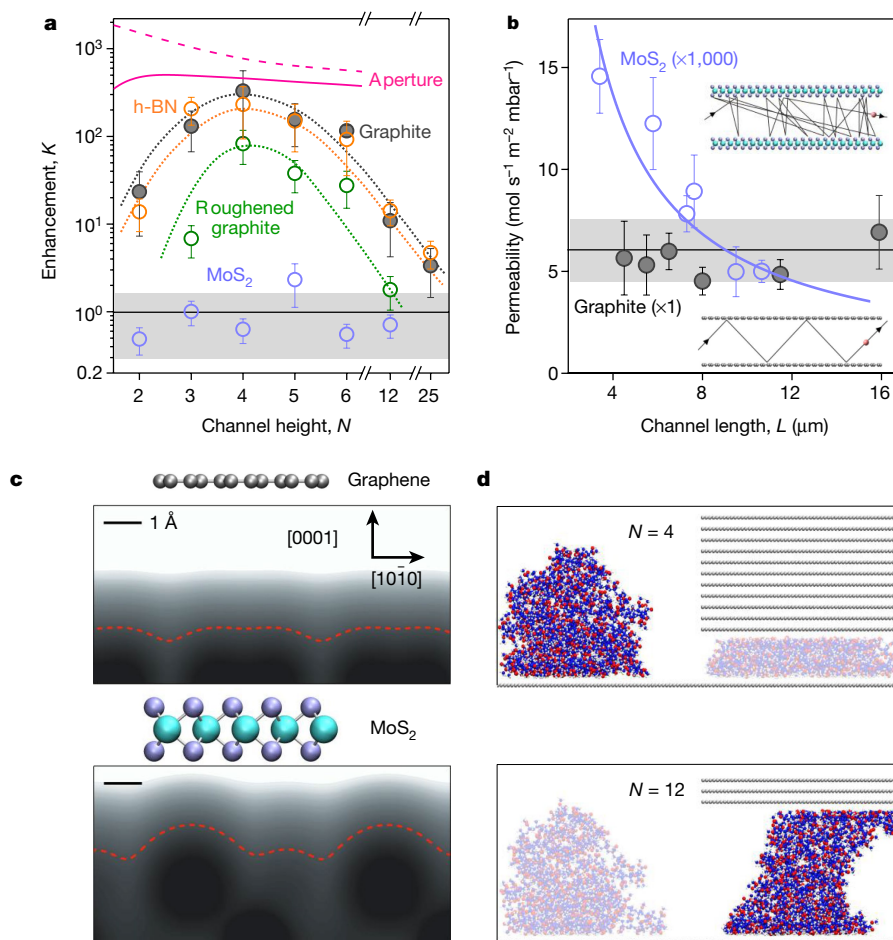 a
Enhancement, K
10³
10²
10¹
10⁰
0.2
Aperture
h-BN
Graphite
Roughened
graphite
MoS₂
2
3
4
5
6
12
25
Channel height, N
b
Permeability (mol s⁻¹ m⁻² mbar⁻¹)
15
10
5
0
MoS₂ (×1,000)
Graphite (×1)
4
8
12
16
Channel length, L (μm)
c
Graphene
1 Å
[0001]
[101̄0]
MoS₂
d
N = 4
N = 12